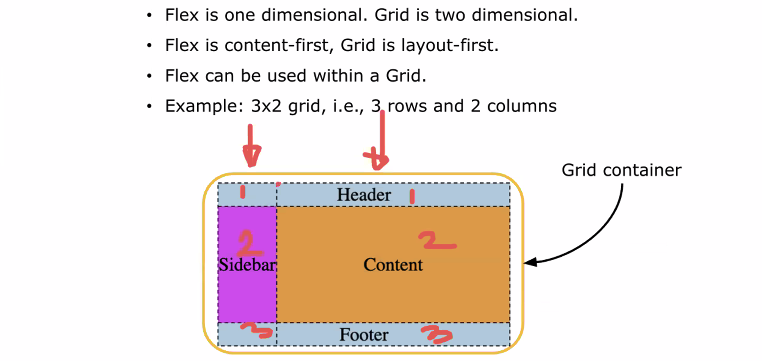 • Flex is one dimensional. Grid is two dimensional.
• Flex is content-first, Grid is layout-first.
• Flex can be used within a Grid.
• Example: 3x2 grid, i.e., 3 rows and 2 columns
Grid container
1 Header 1
2 2
Sidebar Content
3 Footer 3